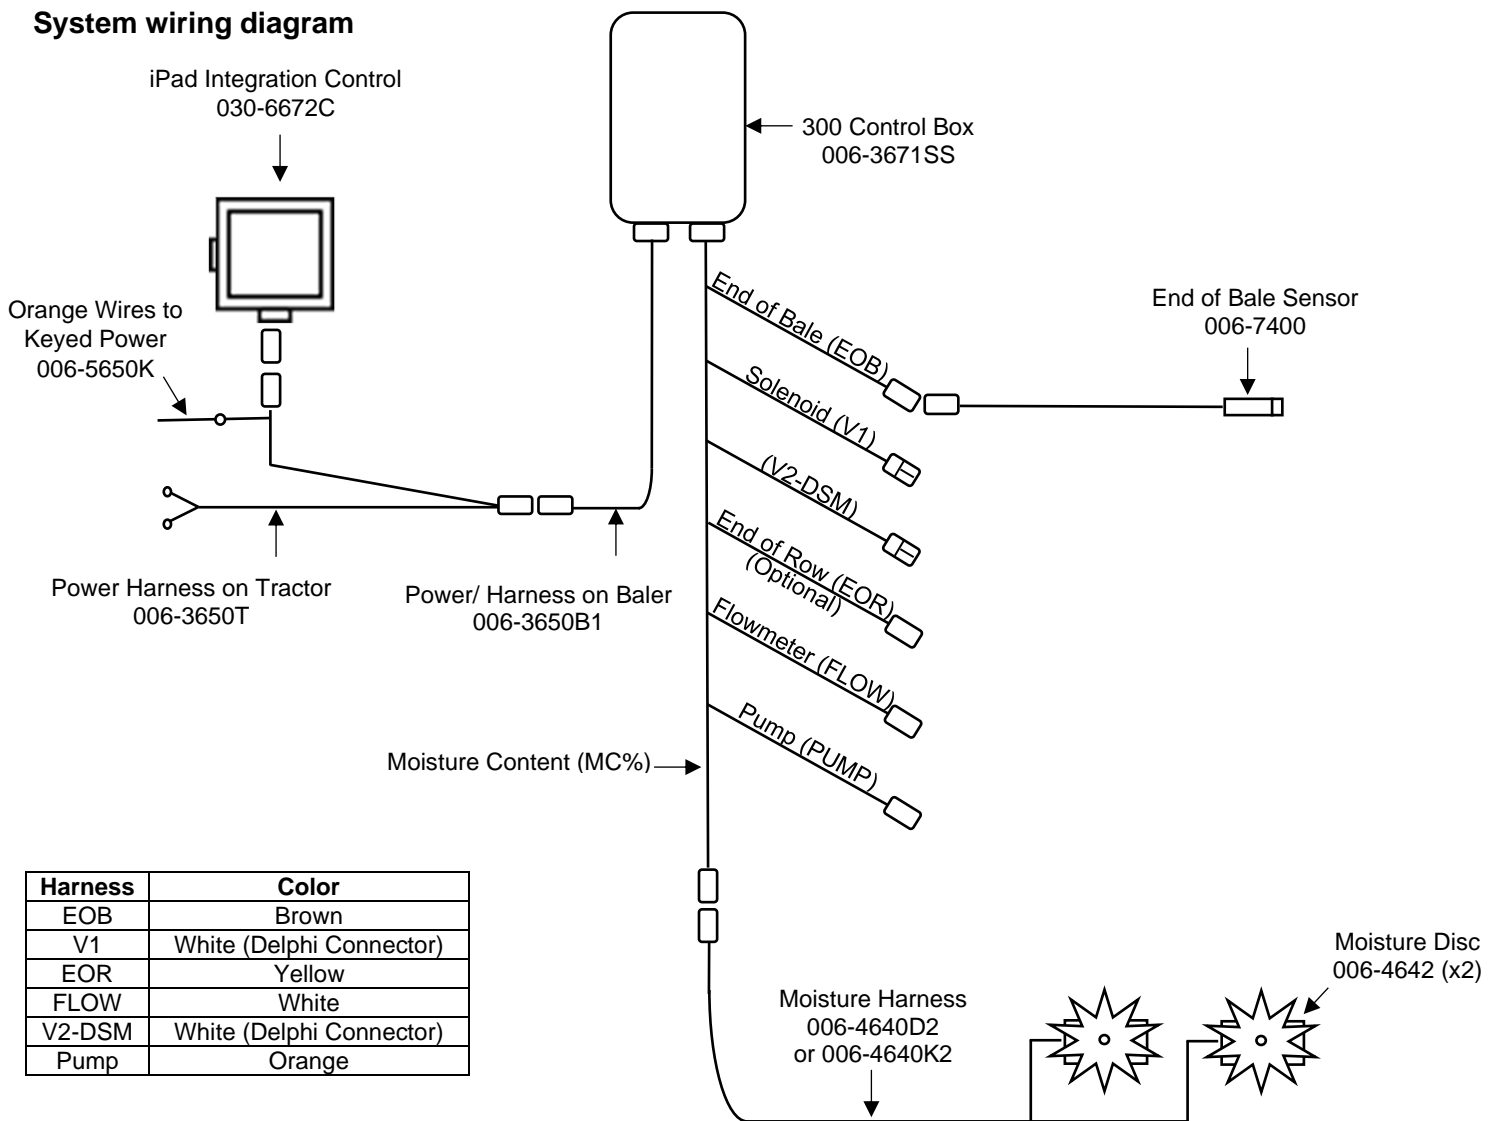 System wiring diagram
iPad Integration Control
030-6672C
300 Control Box
006-3671SS
Orange Wires to
Keyed Power
006-5650K
End of Bale Sensor
006-7400
End of Bale (EOB)
Solenoid (V1)
(V2-DSM)
End of Row (EOR)
(Optional)
Flowmeter (FLOW)
Pump (PUMP)
Power Harness on Tractor
006-3650T
Power/ Harness on Baler
006-3650B1
Moisture Content (MC%)
Harness Color
EOB Brown
V1 White (Delphi Connector)
EOR Yellow
FLOW White
V2-DSM White (Delphi Connector)
Pump Orange
Moisture Harness
006-4640D2
or 006-4640K2
Moisture Disc
006-4642 (x2)